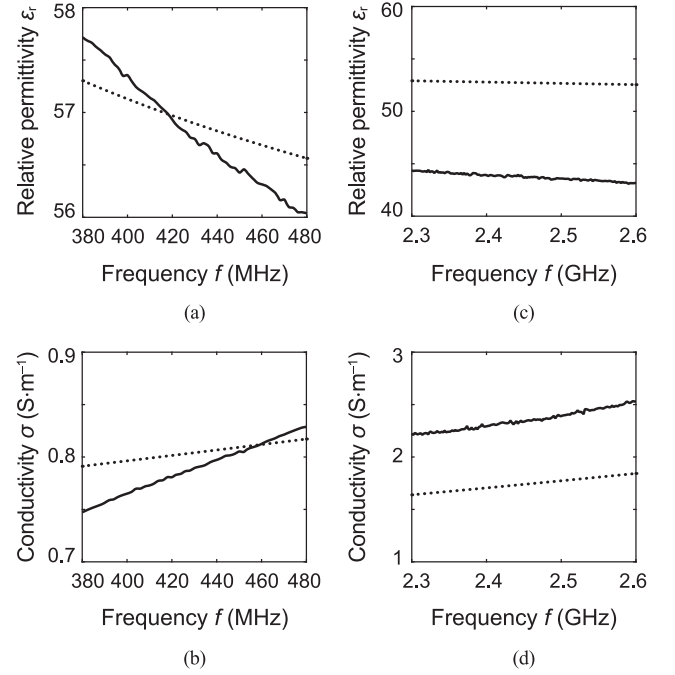 58
57
56
Relative permittivity εr
380 400 420 440 460 480
Frequency f (MHz)
(a)
60
50
40
Relative permittivity εr
2.3 2.4 2.5 2.6
Frequency f (GHz)
(c)
0.9
0.8
0.7
Conductivity σ (S·m⁻¹)
380 400 420 440 460 480
Frequency f (MHz)
(b)
3
2
1
Conductivity σ (S·m⁻¹)
2.3 2.4 2.5 2.6
Frequency f (GHz)
(d)